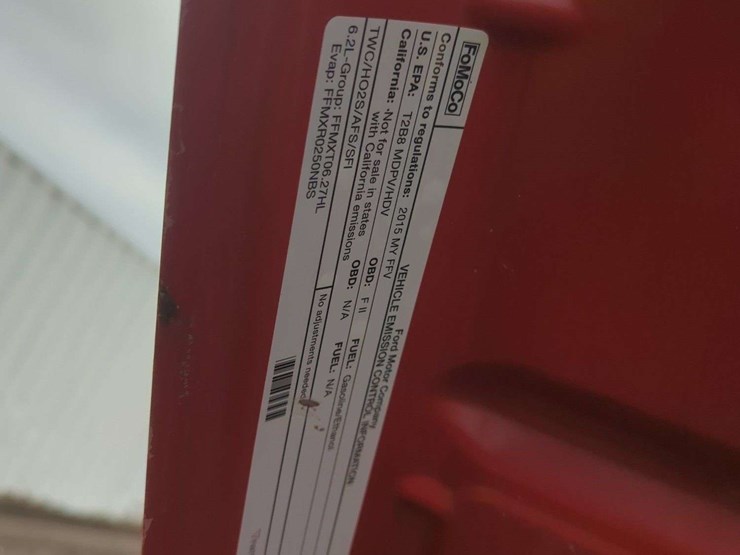 FoMoCo
Ford Motor Company
VEHICLE EMISSION CONTROL INFORMATION
Conforms to regulations: 2015 MY FFV
U.S. EPA: T2B8 MDPV/HDV OBD: F II FUEL: Gasoline/Ethanol
California: Not for sale in states with California emissions OBD: N/A FUEL: N/A
TWC/HO2S/AFS/SFI No adjustments needed
6.2L-Group: FFMXT06.27HL
Evap: FFMXR0250NBS